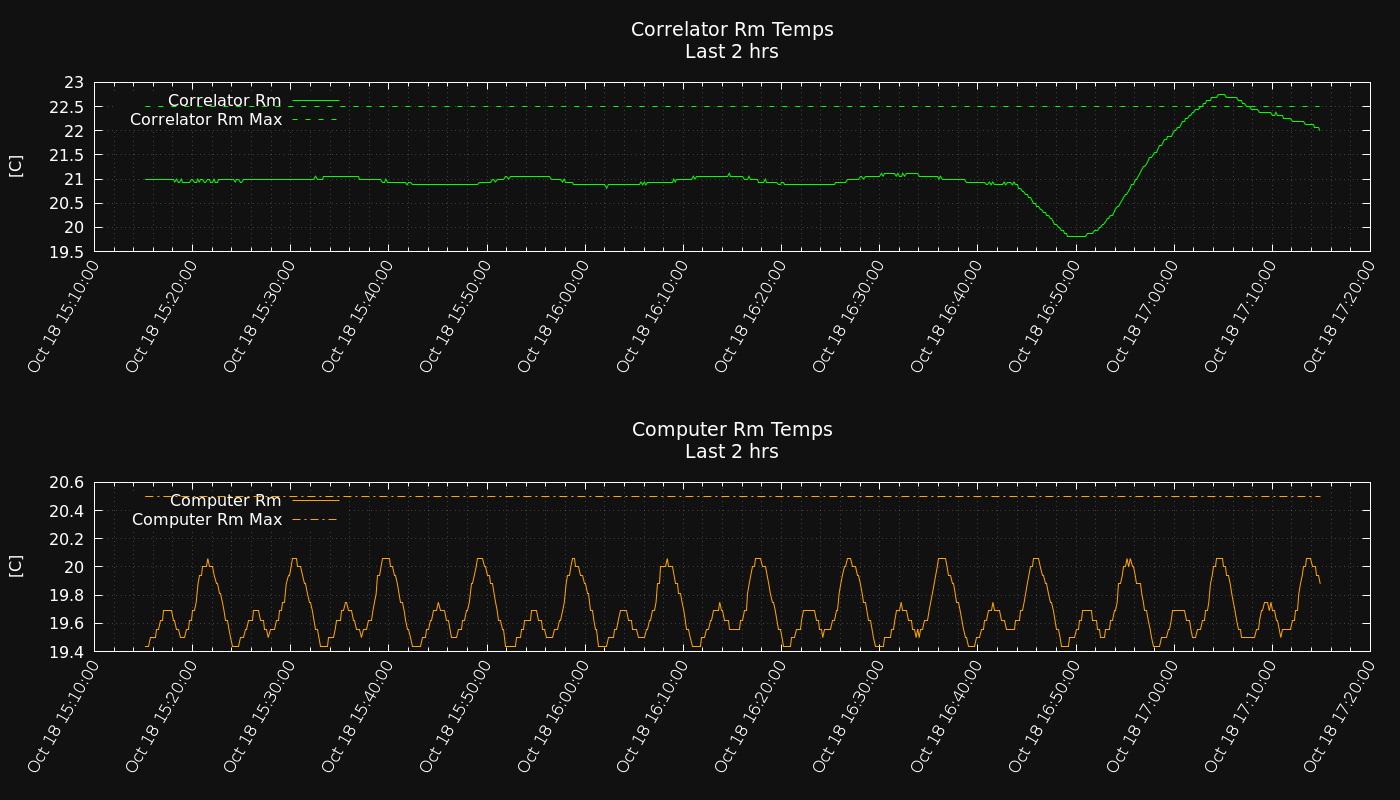 Correlator Rm Temps
Last 2 hrs
[C]
23
22.5
22
21.5
21
20.5
20
19.5
Correlator Rm
Correlator Rm Max
Oct 18 15:10:00
Oct 18 15:20:00
Oct 18 15:30:00
Oct 18 15:40:00
Oct 18 15:50:00
Oct 18 16:00:00
Oct 18 16:10:00
Oct 18 16:20:00
Oct 18 16:30:00
Oct 18 16:40:00
Oct 18 16:50:00
Oct 18 17:00:00
Oct 18 17:10:00
Oct 18 17:20:00
Computer Rm Temps
Last 2 hrs
[C]
20.6
20.4
20.2
20
19.8
19.6
19.4
Computer Rm
Computer Rm Max
Oct 18 15:10:00
Oct 18 15:20:00
Oct 18 15:30:00
Oct 18 15:40:00
Oct 18 15:50:00
Oct 18 16:00:00
Oct 18 16:10:00
Oct 18 16:20:00
Oct 18 16:30:00
Oct 18 16:40:00
Oct 18 16:50:00
Oct 18 17:00:00
Oct 18 17:10:00
Oct 18 17:20:00